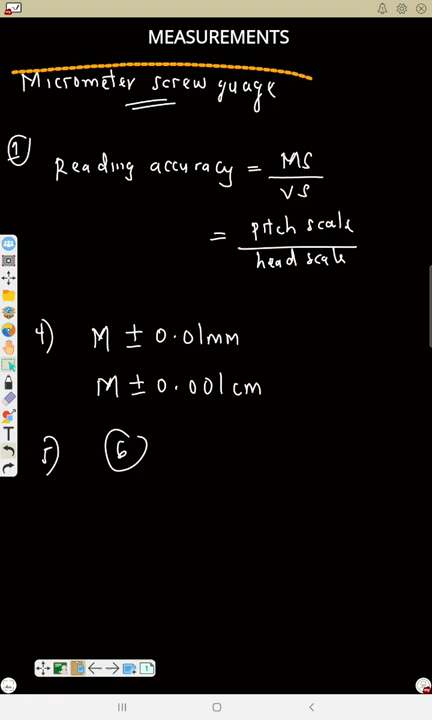 MEASUREMENTS
Micrometer screw guage
1
Reading accuracy = MS
VS
= pitch scale
head scale
4) M ± 0.01mm
M ± 0.001cm
5) 6